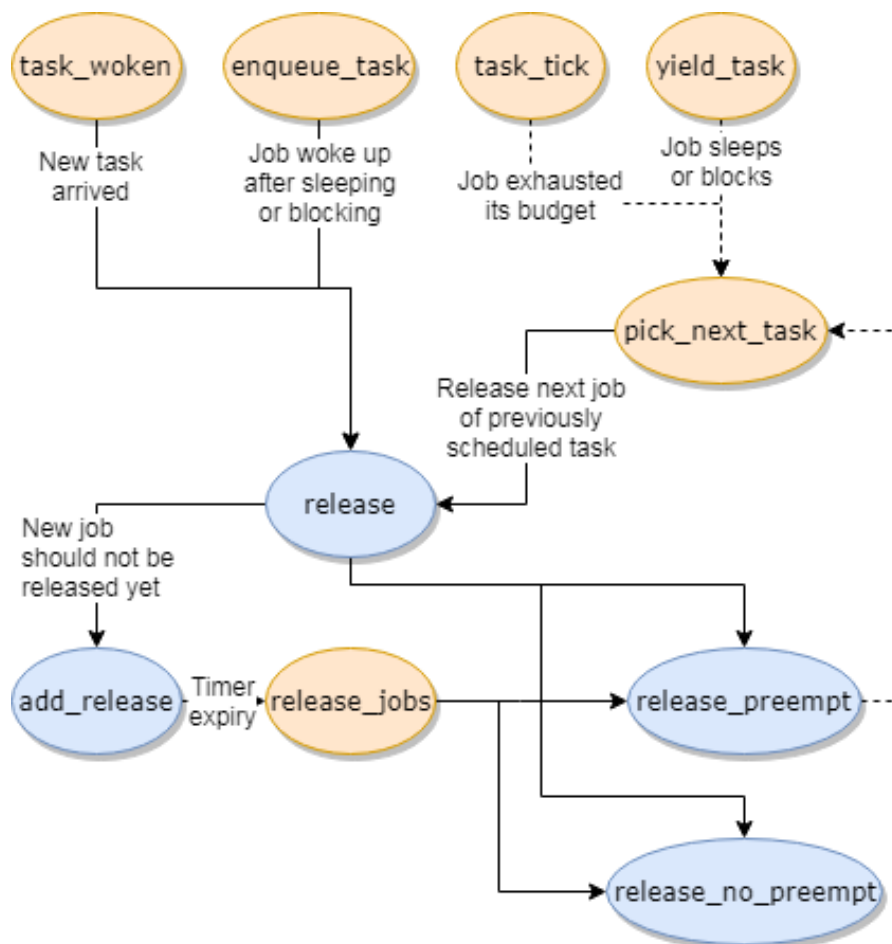 task_woken
enqueue_task
task_tick
yield_task
New task
arrived
Job woke up
after sleeping
or blocking
Job exhausted
its budget
Job sleeps
or blocks
pick_next_task
Release next job
of previously
scheduled task
release
New job
should not be
released yet
add_release
Timer
expiry
release_jobs
release_preempt
release_no_preempt